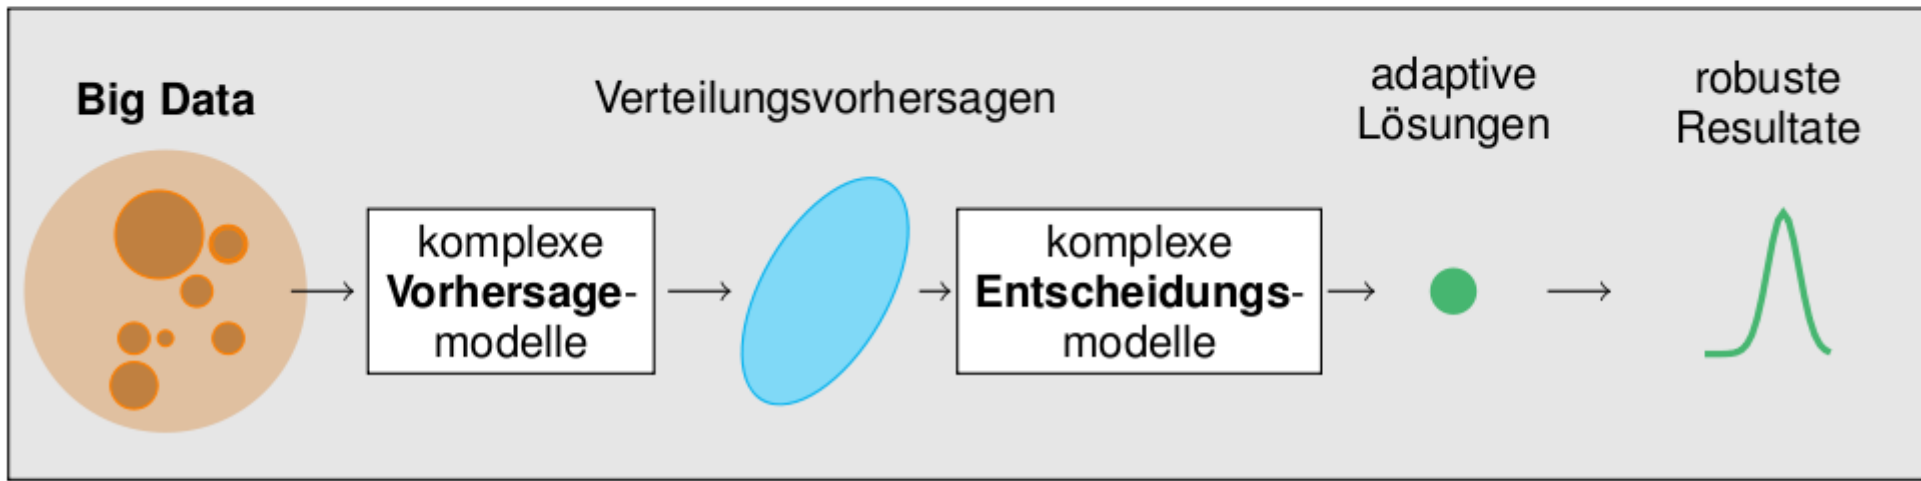 Big Data
Verteilungsvorhersagen
adaptive
Lösungen
robuste
Resultate
komplexe
Vorhersage-
modelle
komplexe
Entscheidungs-
modelle